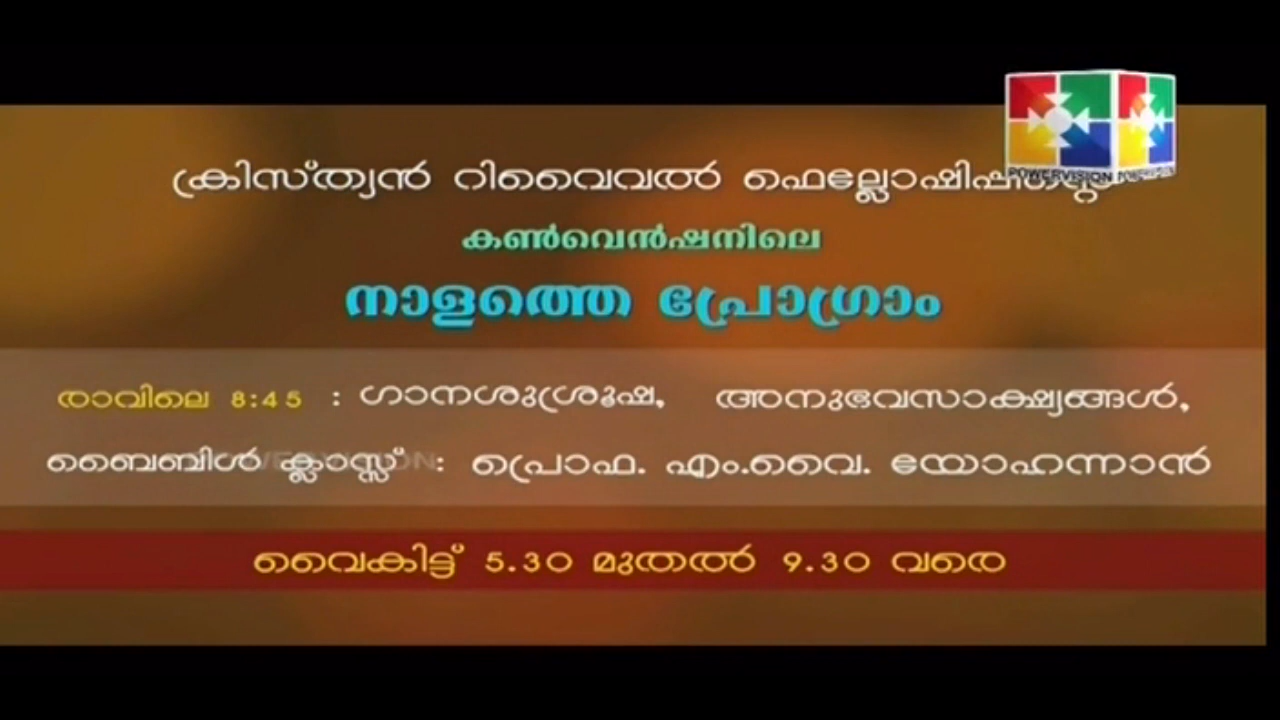 ക്രിസ്ത്യൻ റിവൈവൽ ഫെല്ലോഷിപ്പിന്റെ
POWERVISION
കൺവെൻഷനിലെ
നാളത്തെ പ്രോഗ്രാം
രാവിലെ 8:45 : ഗാനശുശ്രൂഷ, അനുഭവസാക്ഷ്യങ്ങൾ,
ബൈബിൾ ക്ലാസ്സ് : പ്രൊഫ. എം.വൈ. യോഹന്നാൻ
വൈകിട്ട് 5.30 മുതൽ 9.30 വരെ